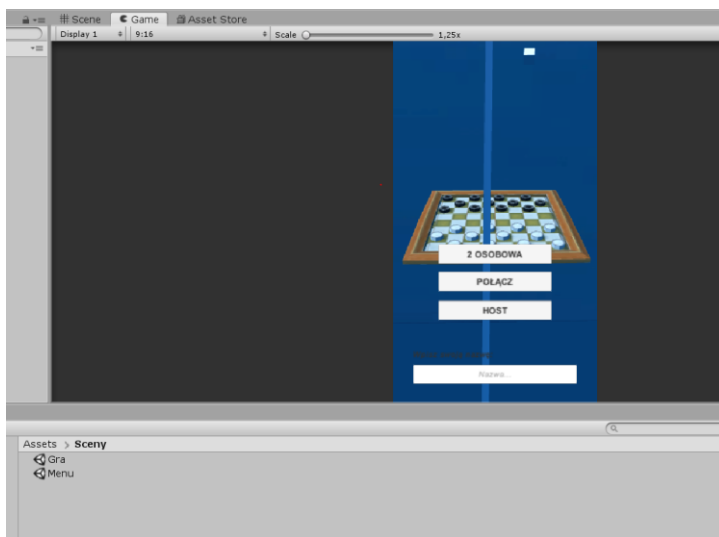 Scene Game Asset Store
Display 1 9:16 Scale 1,25x
2 OSOBOWA
POŁĄCZ
HOST
Nazwa...
Assets > Sceny
Gra
Menu